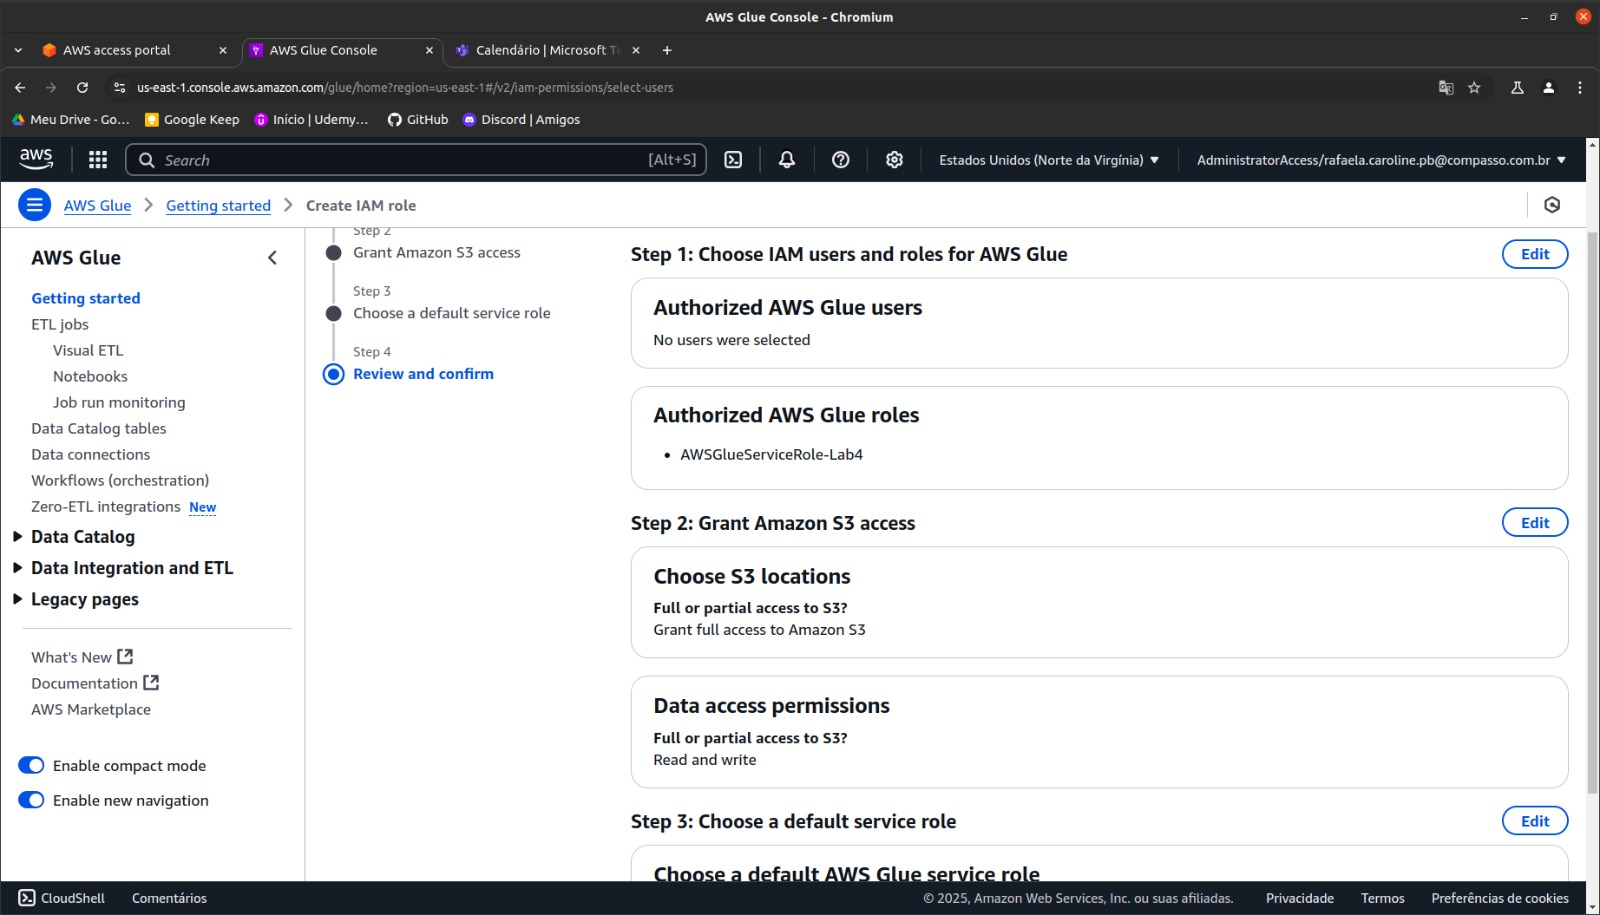 AWS Glue Console - Chromium
AWS access portal
AWS Glue Console
Calendário | Microsoft Te
us-east-1.console.aws.amazon.com/glue/home?region=us-east-1#/v2/iam-permissions/select-users
Meu Drive - Go...
Google Keep
Início | Udemy...
GitHub
Discord | Amigos
aws
Search
[Alt+S]
Estados Unidos (Norte da Virgínia)
AdministratorAccess/rafaela.caroline.pb@compasso.com.br
AWS Glue
Getting started
Create IAM role
AWS Glue
Getting started
ETL jobs
Visual ETL
Notebooks
Job run monitoring
Data Catalog tables
Data connections
Workflows (orchestration)
Zero-ETL integrations New
Data Catalog
Data Integration and ETL
Legacy pages
What's New
Documentation
AWS Marketplace
Enable compact mode
Enable new navigation
Step 2
Grant Amazon S3 access
Step 3
Choose a default service role
Step 4
Review and confirm
Step 1: Choose IAM users and roles for AWS Glue
Edit
Authorized AWS Glue users
No users were selected
Authorized AWS Glue roles
• AWSGlueServiceRole-Lab4
Step 2: Grant Amazon S3 access
Edit
Choose S3 locations
Full or partial access to S3?
Grant full access to Amazon S3
Data access permissions
Full or partial access to S3?
Read and write
Step 3: Choose a default service role
Edit
Choose a default AWS Glue service role
CloudShell
Comentários
© 2025, Amazon Web Services, Inc. ou suas afiliadas.
Privacidade
Termos
Preferências de cookies